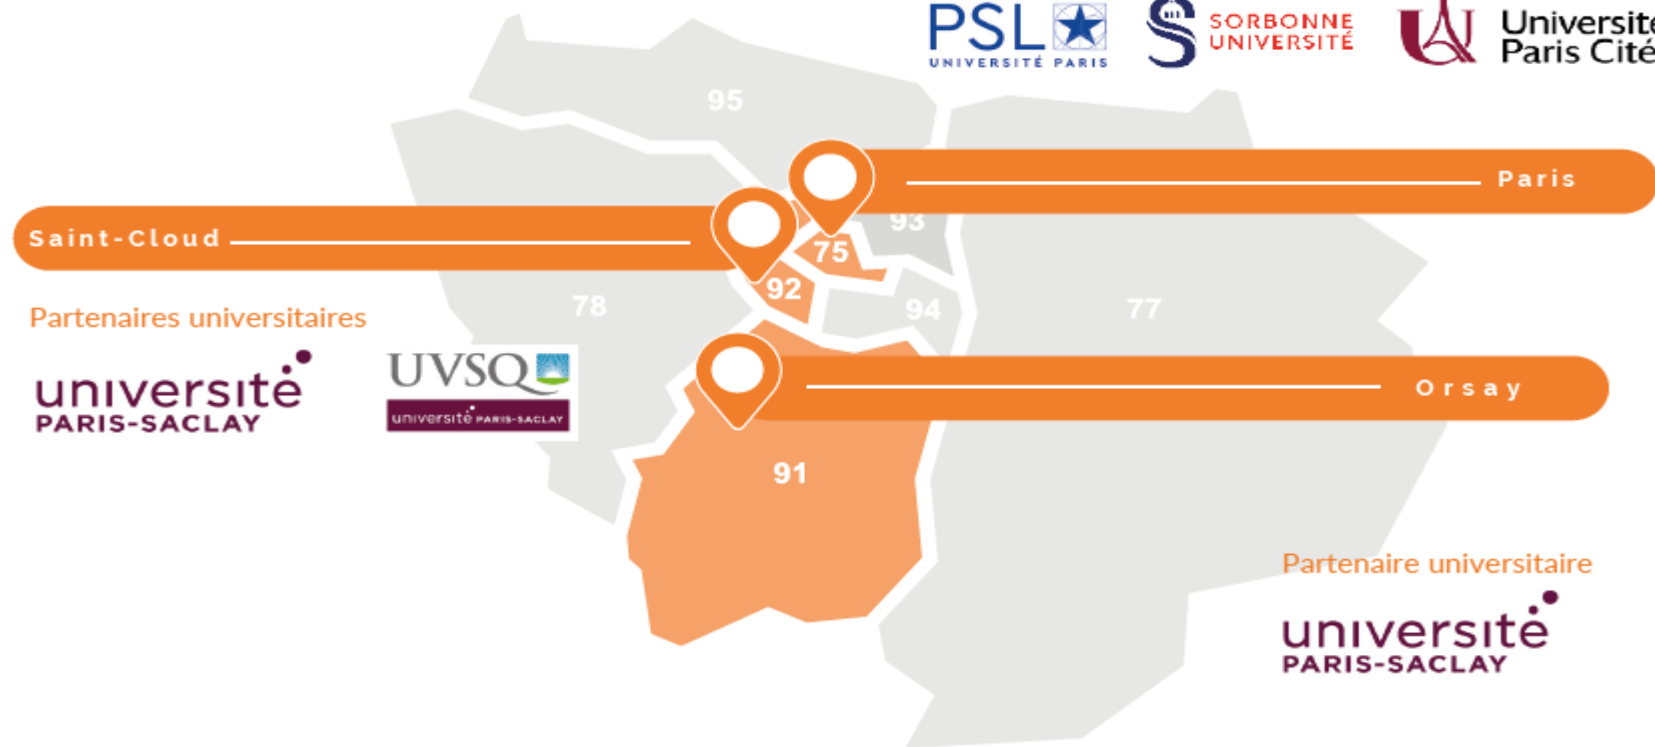 PSL
UNIVERSITÉ PARIS
SORBONNE
UNIVERSITÉ
Université
Paris Cité
95
Paris
93
Saint-Cloud
75
92
78
94
77
Partenaires universitaires
université
PARIS-SACLAY
UVSQ
université PARIS-SACLAY
Orsay
91
Partenaire universitaire
université
PARIS-SACLAY